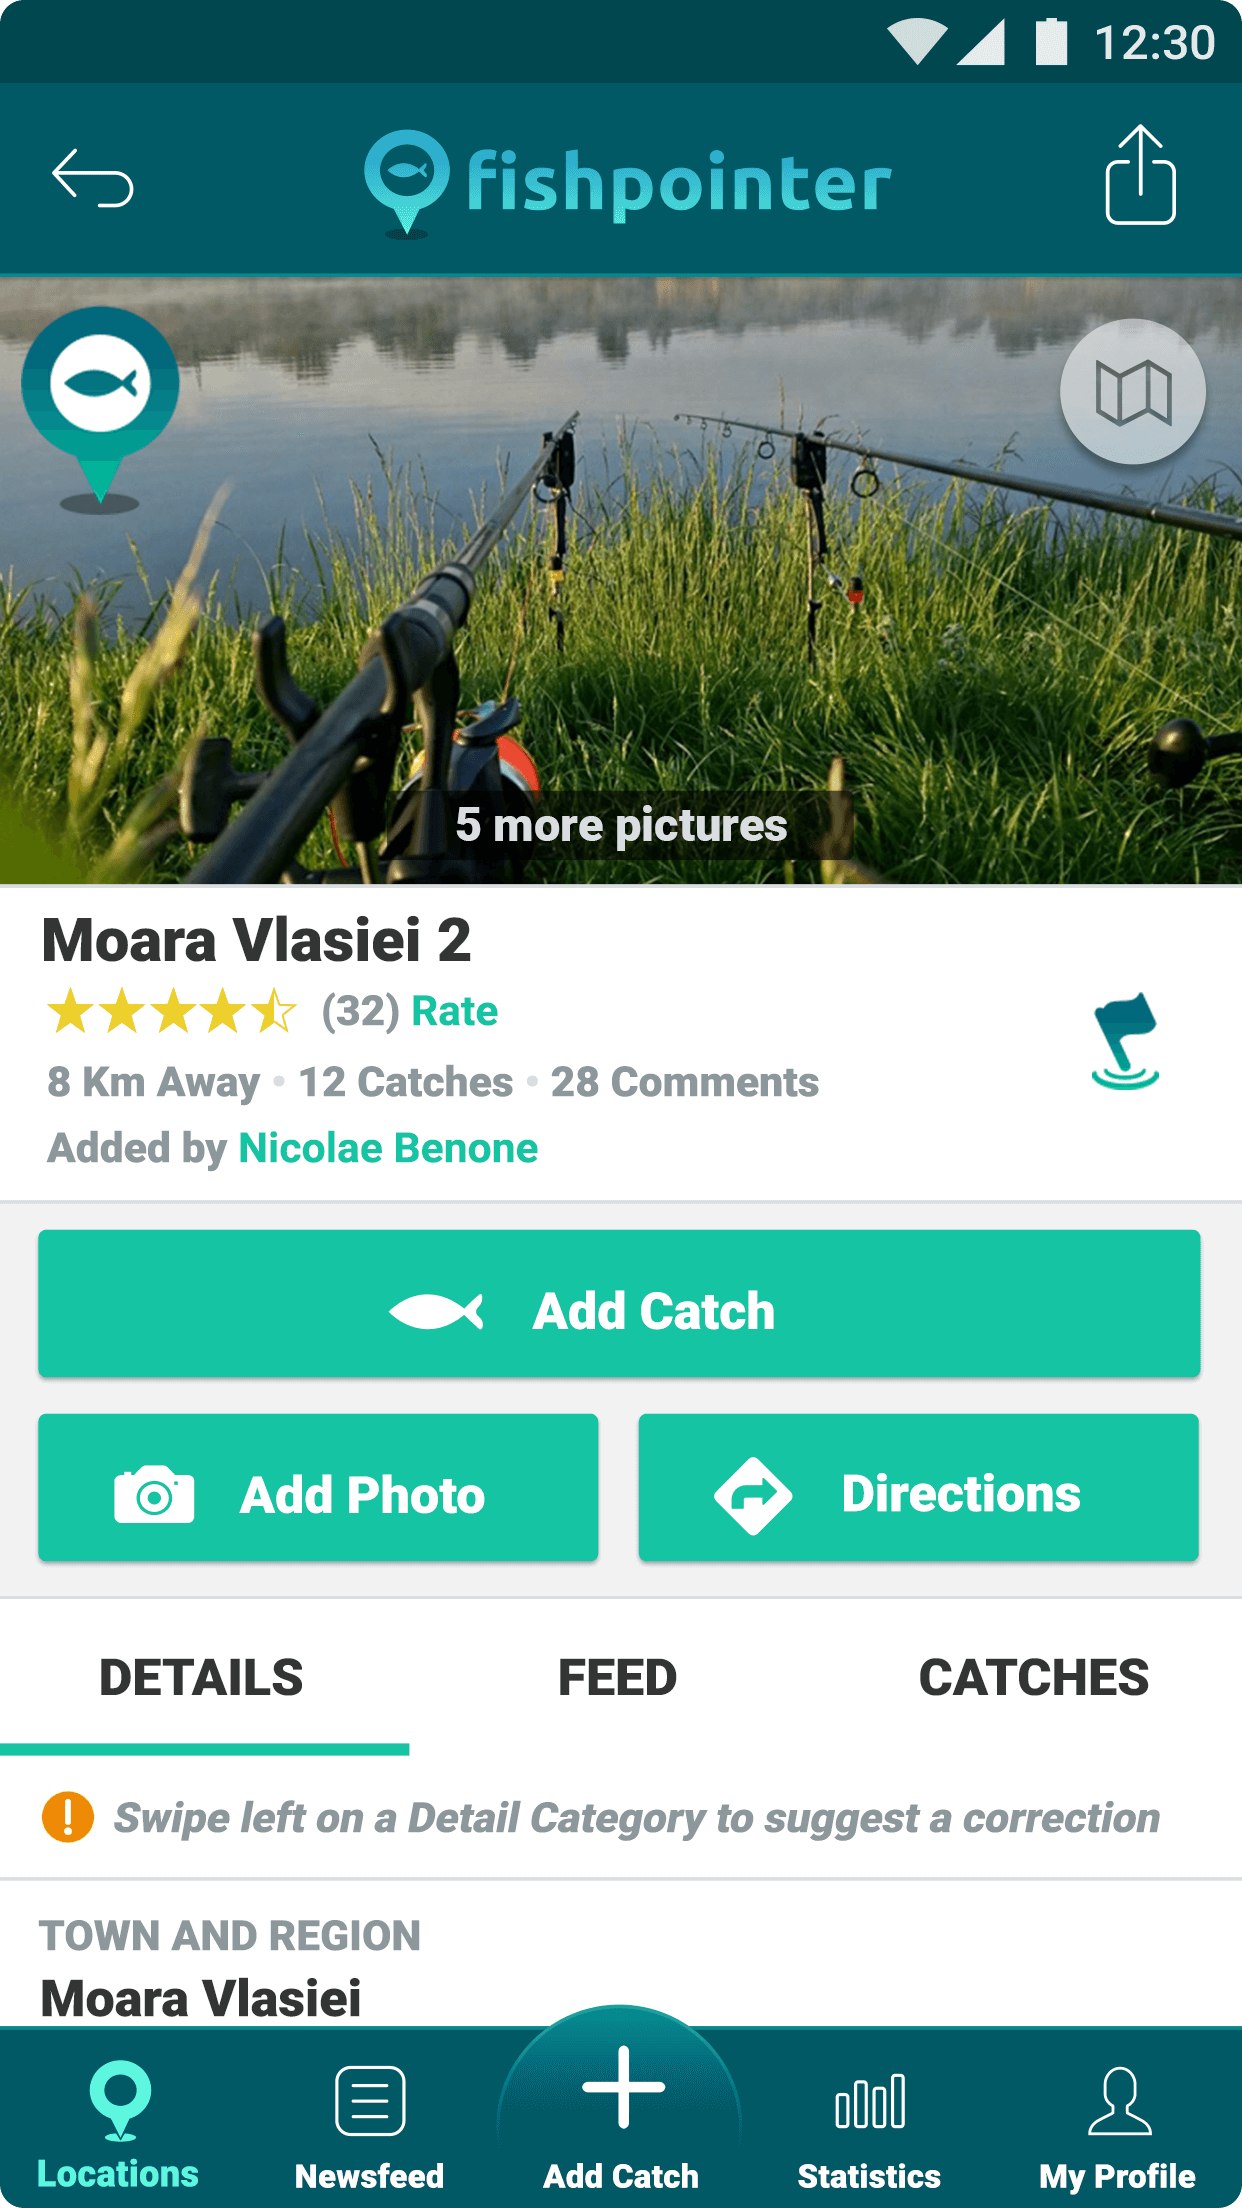 12:30
fishpointer
5 more pictures
Moara Vlasiei 2
(32) Rate
8 Km Away • 12 Catches • 28 Comments
Added by Nicolae Benone
Add Catch
Add Photo
Directions
DETAILS
FEED
CATCHES
Swipe left on a Detail Category to suggest a correction
TOWN AND REGION
Moara Vlasiei
Locations
Newsfeed
Add Catch
Statistics
My Profile